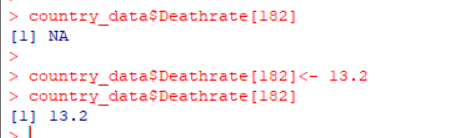 > country_data$Deathrate[182]
[1] NA
>
> country_data$Deathrate[182]<- 13.2
> country_data$Deathrate[182]
[1] 13.2
>